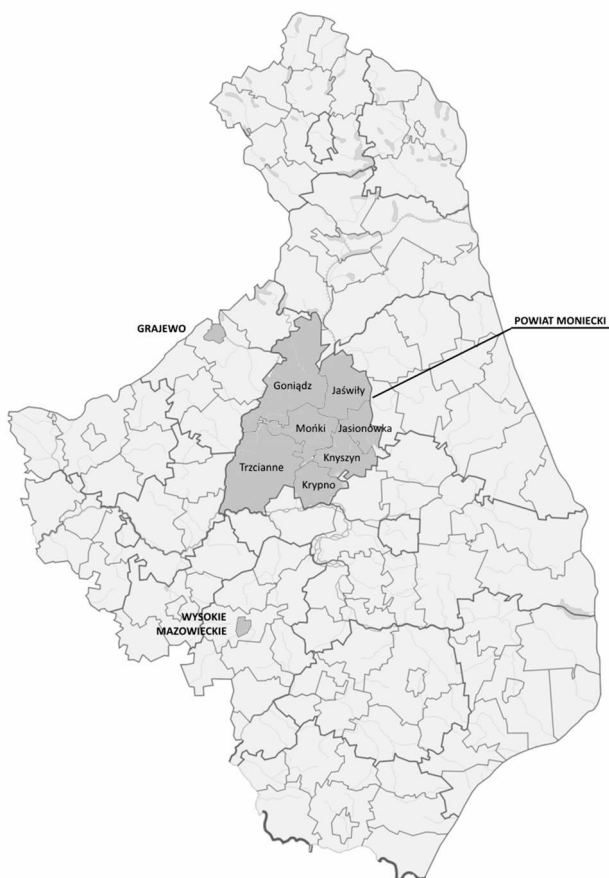 POWIAT MONIECKI
GRAJEWO
Goniądz
Jaświły
Mońki
Jasionówka
Knyszyn
Trzcianne
Krypno
WYSOKIE
MAZOWIECKIE